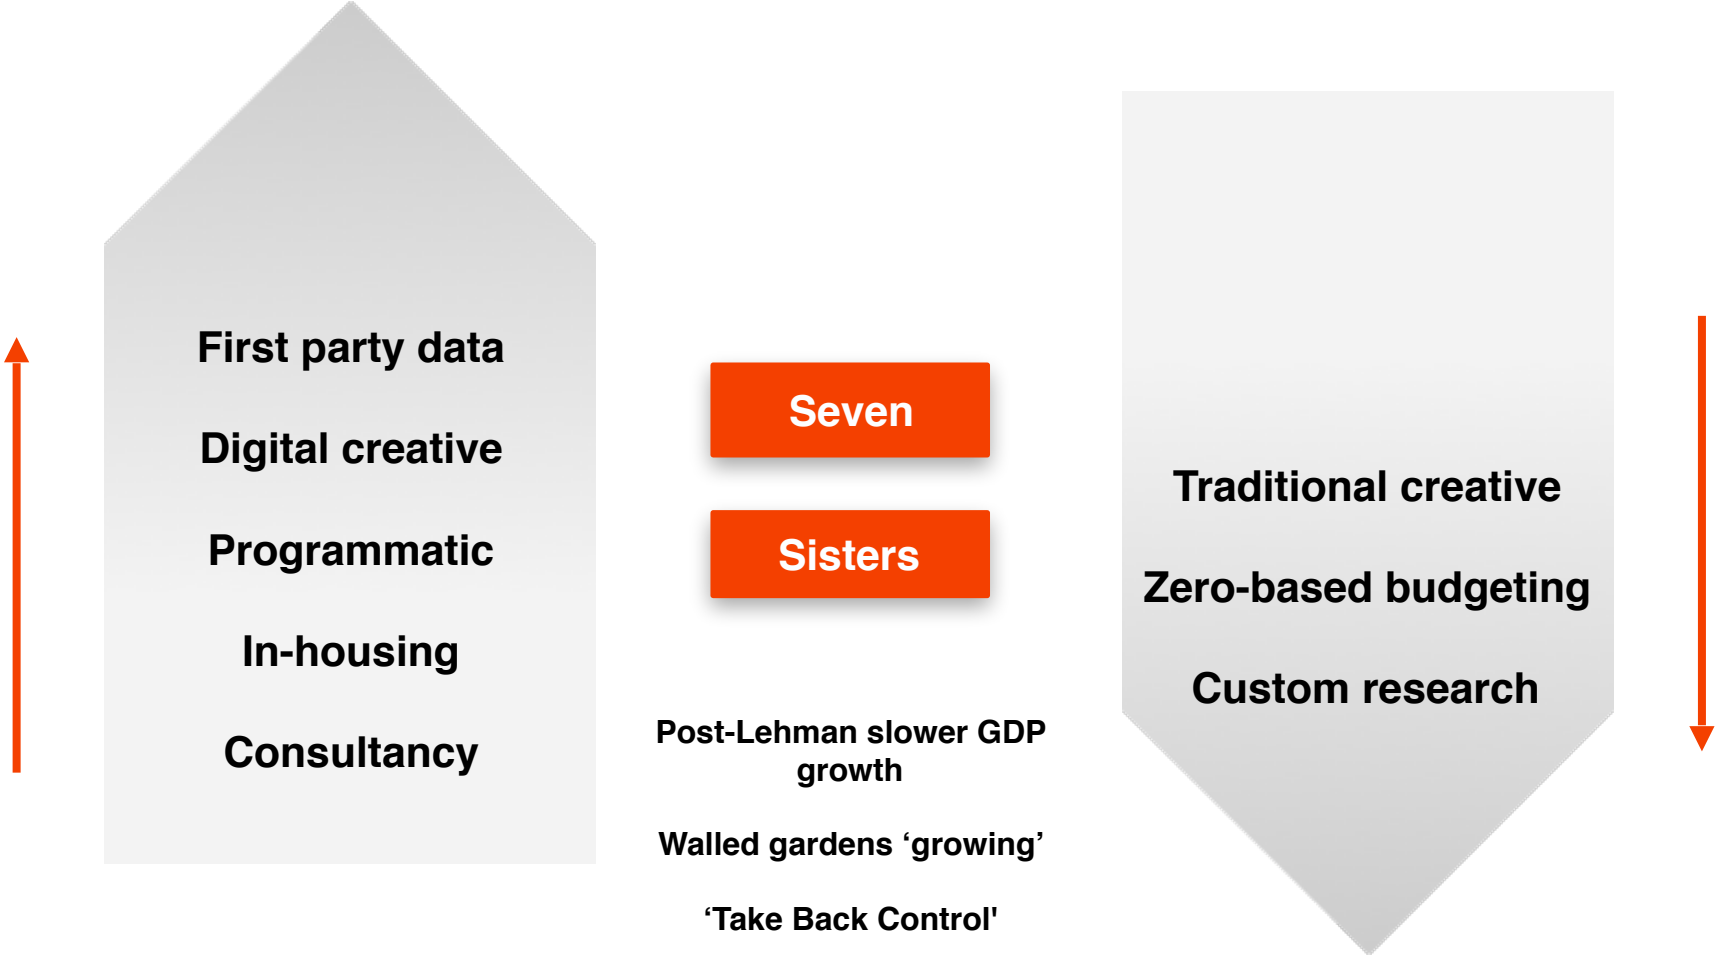 First party data
Digital creative
Programmatic
In-housing
Consultancy
Seven
Sisters
Post-Lehman slower GDP
growth
Walled gardens ‘growing’
‘Take Back Control'
Traditional creative
Zero-based budgeting
Custom research